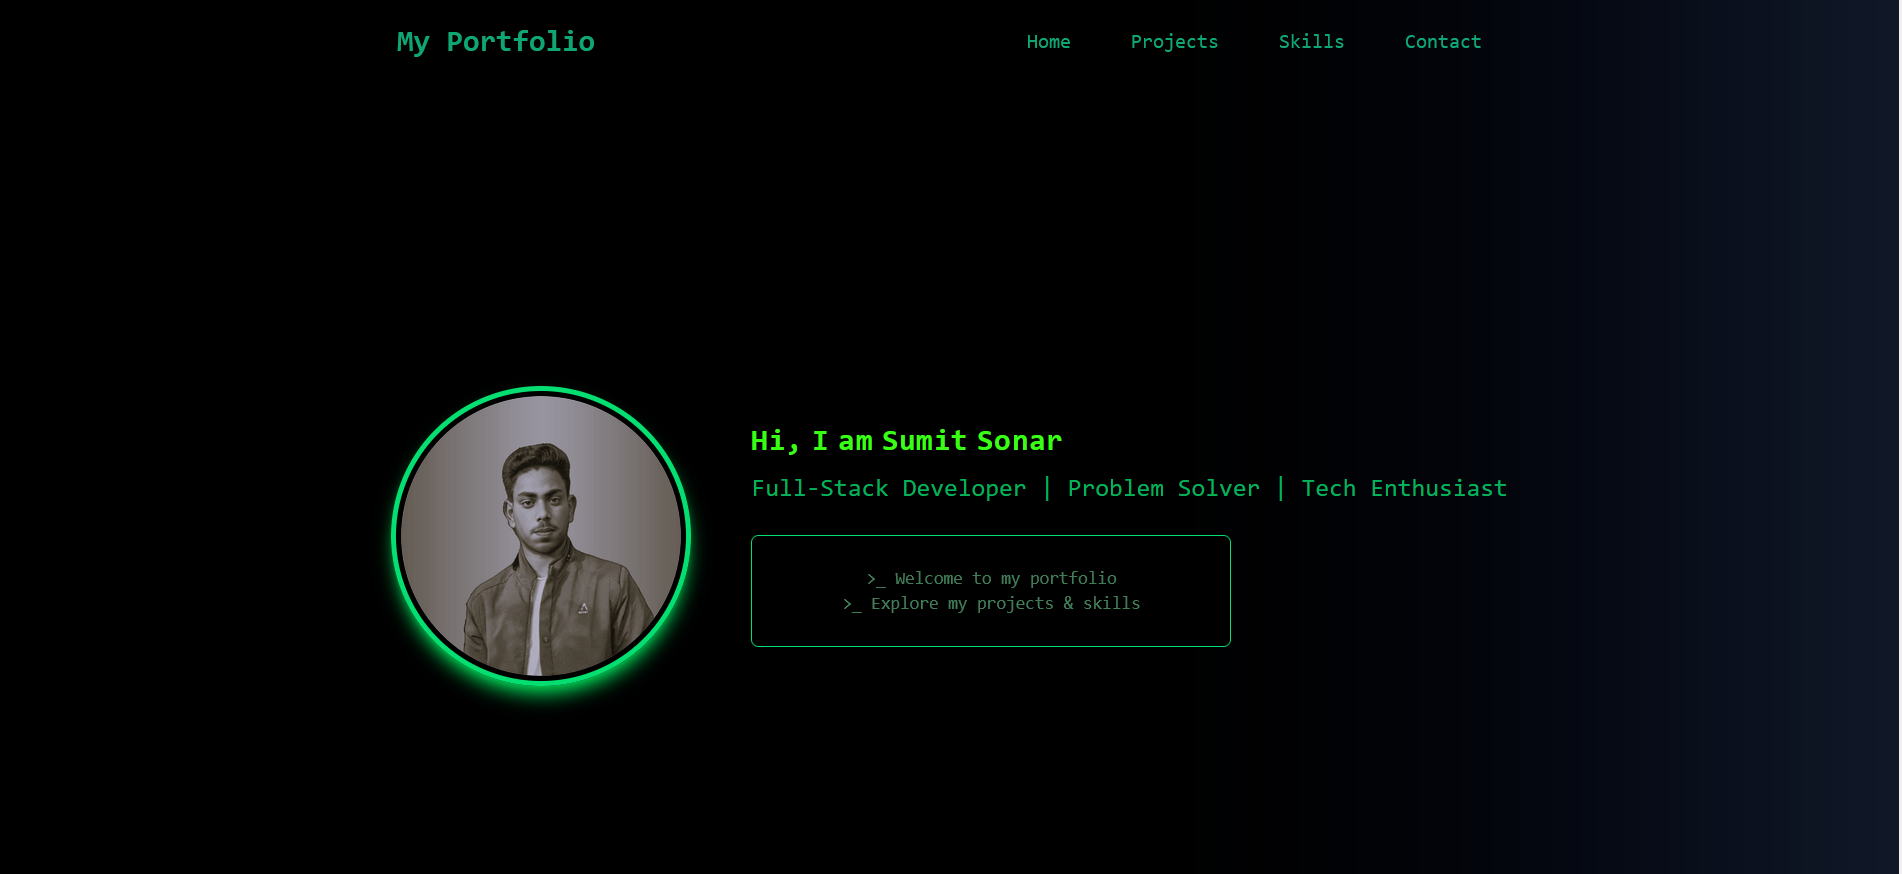 My Portfolio
Home Projects Skills Contact
Hi, I am Sumit Sonar
Full-Stack Developer | Problem Solver | Tech Enthusiast
>_ Welcome to my portfolio
>_ Explore my projects & skills